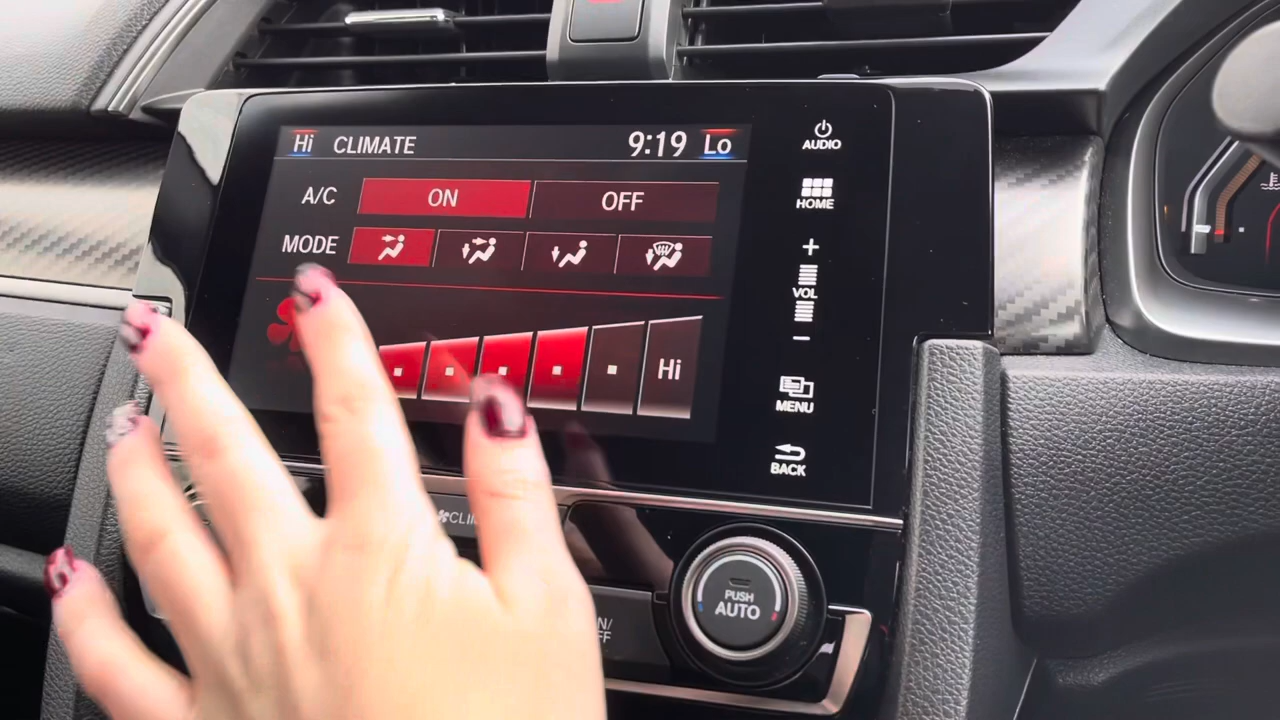 Hi CLIMATE 9:19 Lo
A/C ON OFF
MODE
Hi
AUDIO
HOME
+
VOL
−
MENU
BACK
PUSH
AUTO